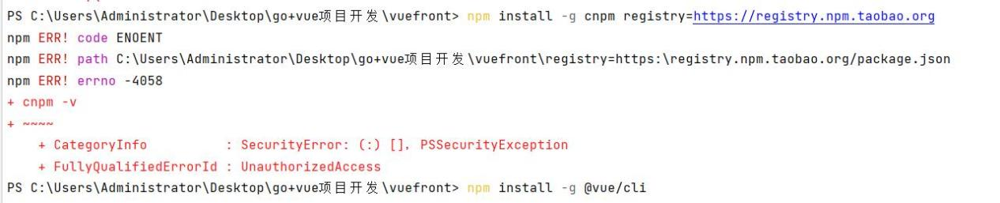 PS C:\Users\Administrator\Desktop\go+vue项目开发\vuefront> npm install -g cnpm registry=https://registry.npm.taobao.org
npm ERR! code ENOENT
npm ERR! path C:\Users\Administrator\Desktop\go+vue项目开发\vuefront\registry=https:\registry.npm.taobao.org/package.json
npm ERR! errno -4058
+ cnpm -v
+ ~~~~
    + CategoryInfo          : SecurityError: (:) [], PSSecurityException
    + FullyQualifiedErrorId : UnauthorizedAccess
PS C:\Users\Administrator\Desktop\go+vue项目开发\vuefront> npm install -g @vue/cli